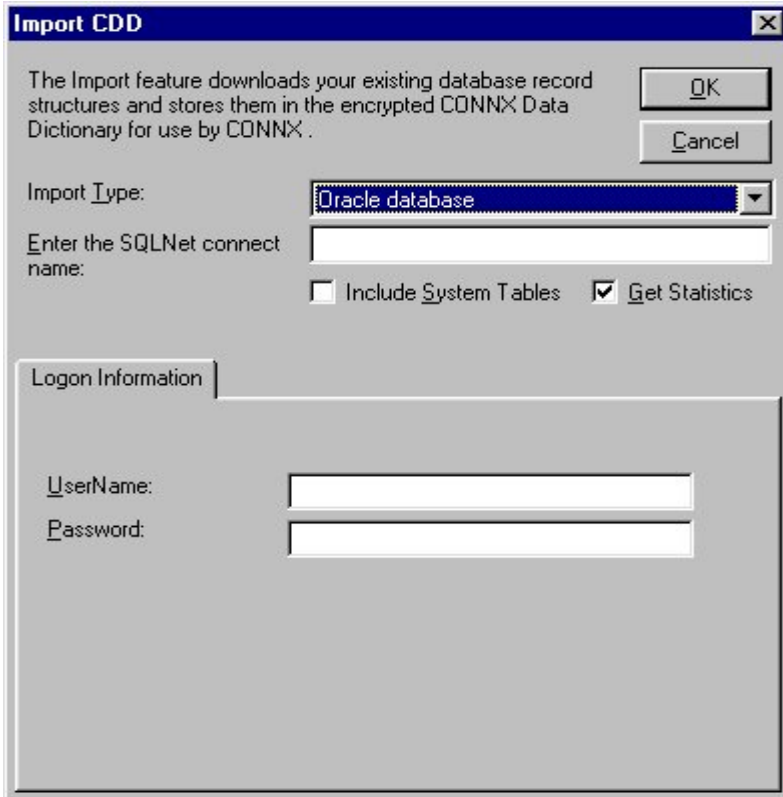 Import CDD
The Import feature downloads your existing database record
structures and stores them in the encrypted CONNX Data
Dictionary for use by CONNX .
OK
Cancel
Import Type:
Oracle database
Enter the SQLNet connect
name:
Include System Tables
Get Statistics
Logon Information
UserName:
Password: